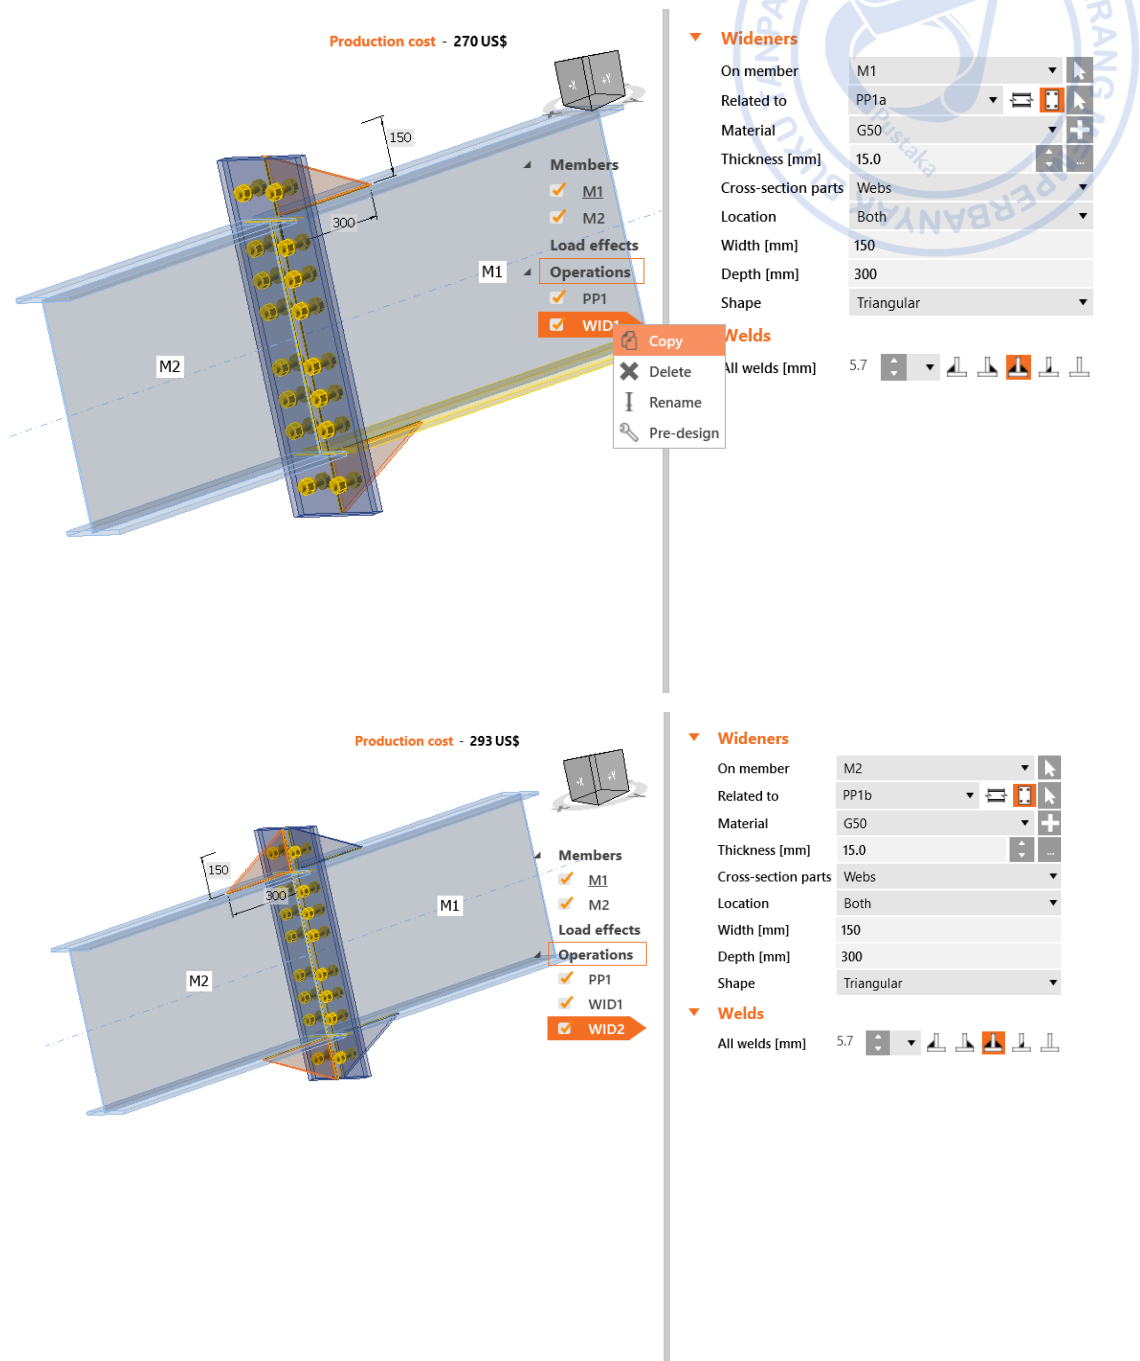 Production cost - 270 US$
+X
+Y
150
300
M1
M2
Members
M1
M2
Load effects
Operations
PP1
WID1
Copy
Delete
Rename
Pre-design
Wideners
On member M1
Related to PP1a
Material G50
Thickness [mm] 15.0
...
Cross-section parts Webs
Location Both
Width [mm] 150
Depth [mm] 300
Shape Triangular
Welds
All welds [mm] 5.7
Pustaka
Production cost - 293 US$
+X
+Y
150
300
M1
M2
Members
M1
M2
Load effects
Operations
PP1
WID1
WID2
Wideners
On member M2
Related to PP1b
Material G50
Thickness [mm] 15.0
...
Cross-section parts Webs
Location Both
Width [mm] 150
Depth [mm] 300
Shape Triangular
Welds
All welds [mm] 5.7